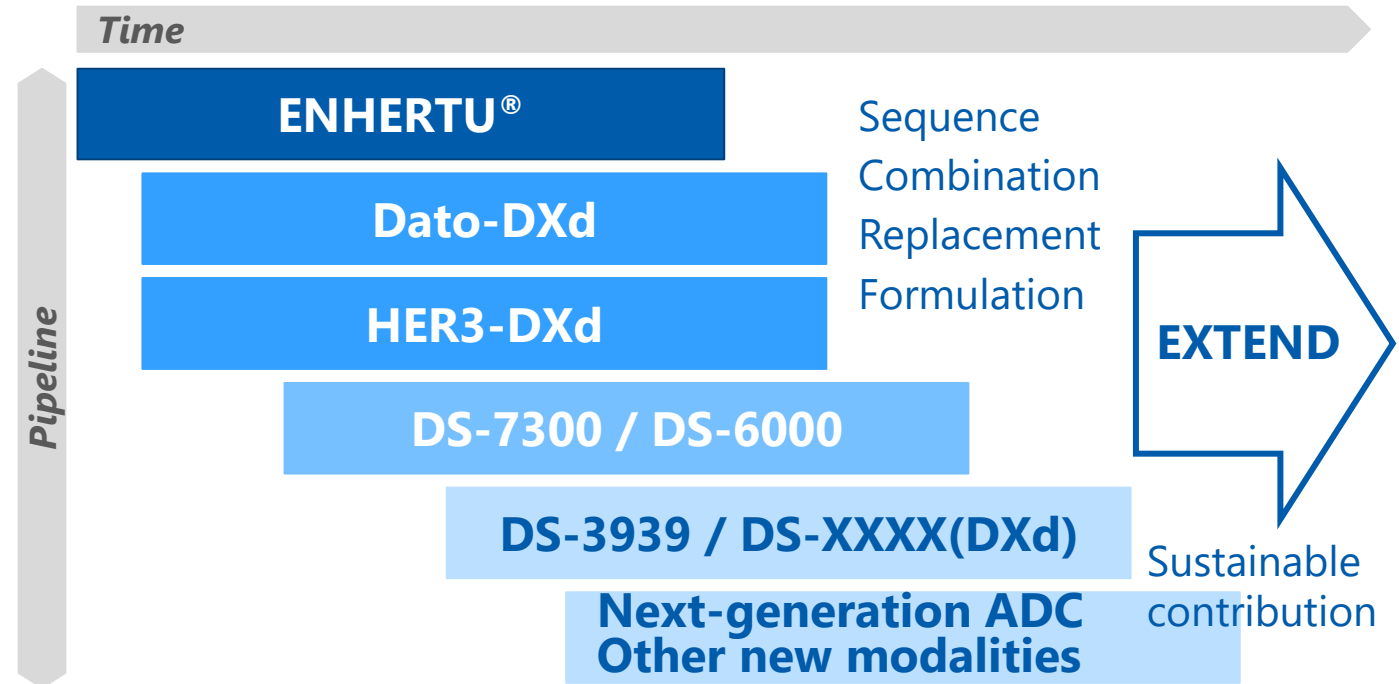 Time
Pipeline
ENHERTU®
Dato-DXd
HER3-DXd
DS-7300 / DS-6000
DS-3939 / DS-XXXX(DXd)
Next-generation ADC
Other new modalities
Sequence
Combination
Replacement
Formulation
EXTEND
Sustainable
contribution